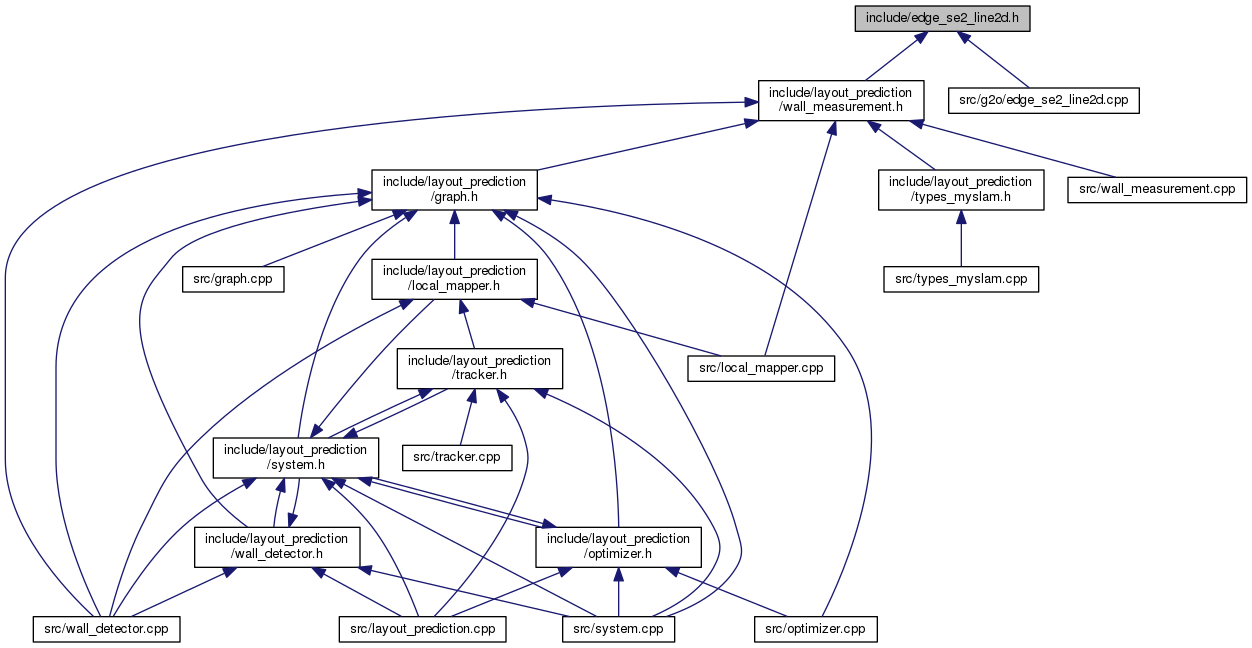 include/edge_se2_line2d.h
include/layout_prediction
/wall_measurement.h
src/g2o/edge_se2_line2d.cpp
include/layout_prediction
/graph.h
include/layout_prediction
/types_myslam.h
src/wall_measurement.cpp
src/graph.cpp
include/layout_prediction
/local_mapper.h
src/types_myslam.cpp
include/layout_prediction
/tracker.h
src/local_mapper.cpp
include/layout_prediction
/system.h
src/tracker.cpp
include/layout_prediction
/wall_detector.h
include/layout_prediction
/optimizer.h
src/wall_detector.cpp
src/layout_prediction.cpp
src/system.cpp
src/optimizer.cpp